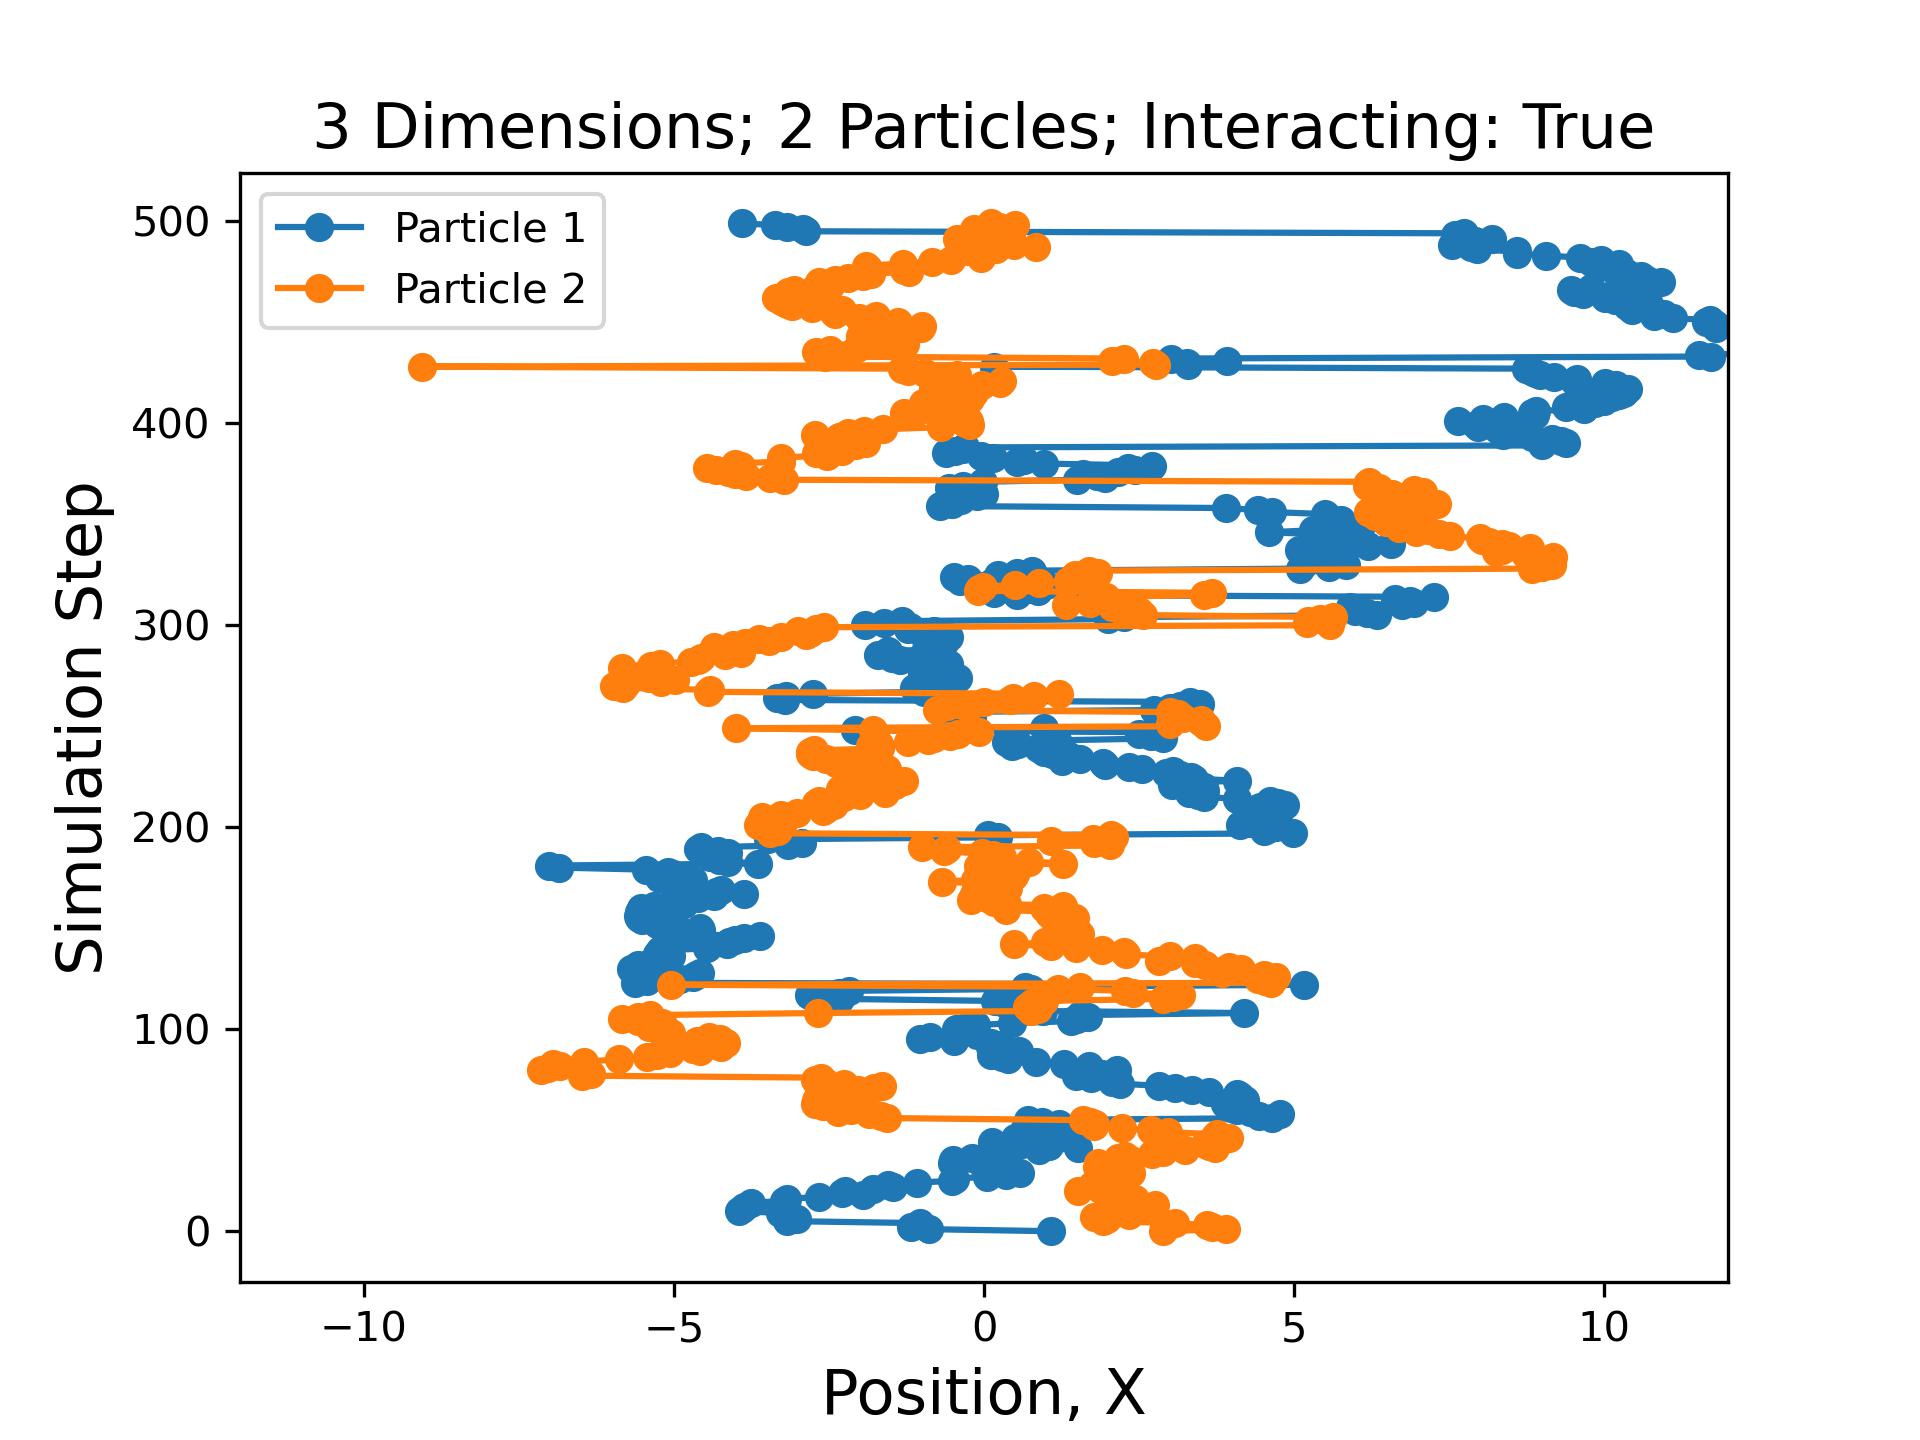 3 Dimensions; 2 Particles; Interacting: True
Particle 1
Particle 2
Simulation Step
500
400
300
200
100
0
−10
−5
0
5
10
Position, X